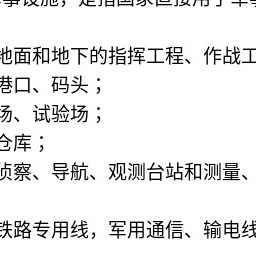 事设施，是指国家直接用于军事
地面和地下的指挥工程、作战工
港口、码头；
场、试验场；
仓库；
侦察、导航、观测台站和测量、
铁路专用线，军用通信、输电线